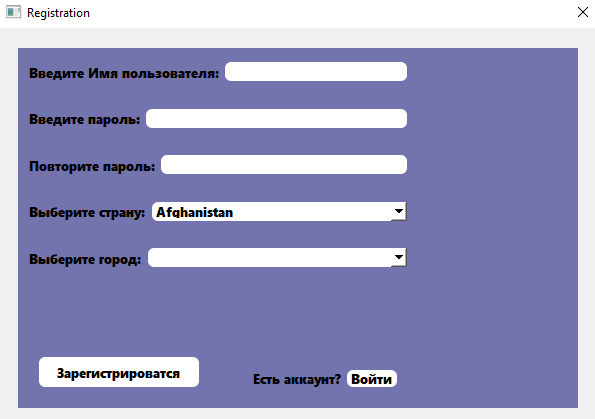 Registration
Введите Имя пользователя:
Введите пароль:
Повторите пароль:
Выберите страну: Afghanistan
Выберите город:
Зарегистрироватся
Есть аккаунт? Войти